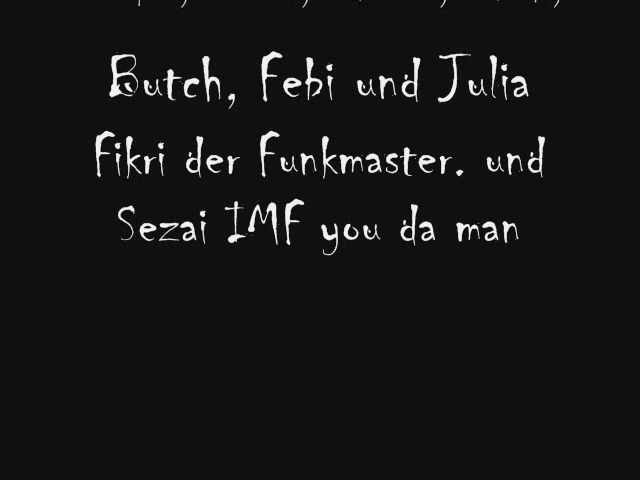 Butch, Febi und Julia
Fikri der Funkmaster. und
Sezai IMF you da man